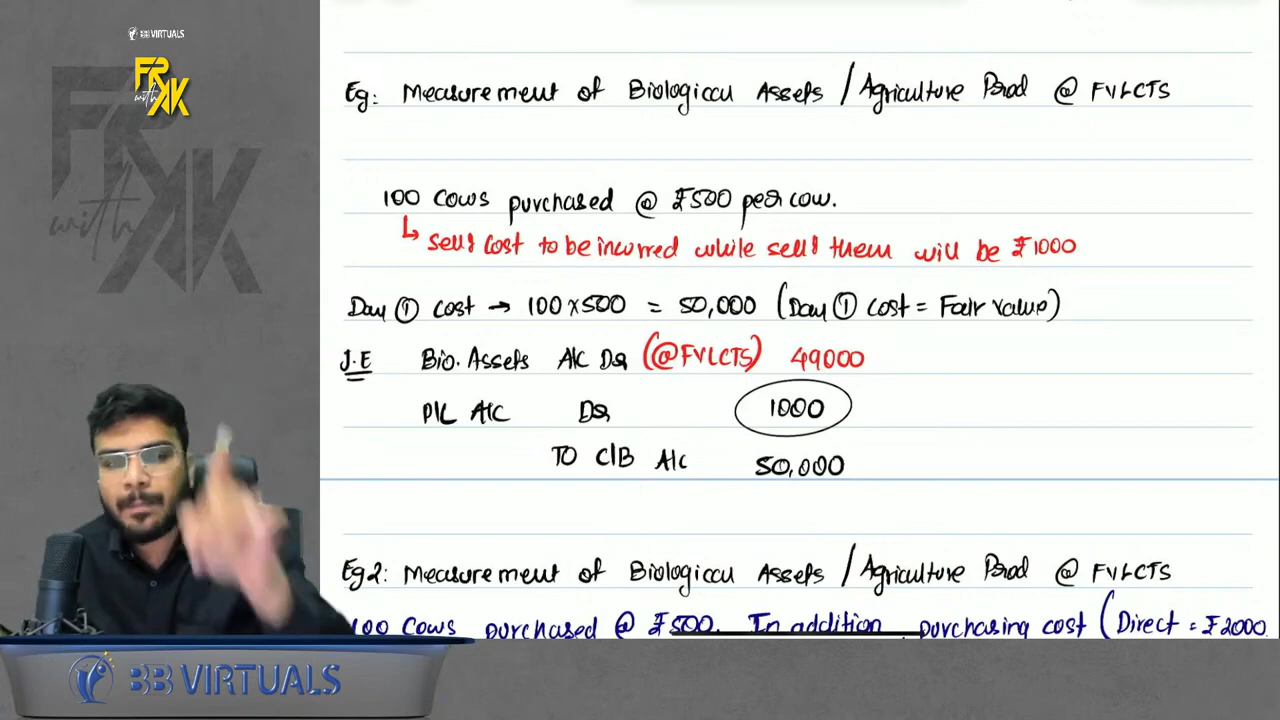 BB VIRTUALS
FR
with
AK
Eg: Measurement of Biological Assets / Agriculture Prod @ FVLCTS
100 cows purchased @ ₹500 per cow.
↳ sell? cost to be incurred while sell? them will be ₹1000
Day ① cost → 100 × 500 = 50,000 (Day ① cost = Fair value)
J.E Bio. Assets A/C Dr (@FVLCTS) 49000
P/L A/C Dr 1000
TO C/B A/c 50,000
Eg2: Measurement of Biological Assets / Agriculture Prod @ FVLCTS
100 cows purchased @ ₹500. In addition, purchasing cost (Direct = ₹2000
BB VIRTUALS